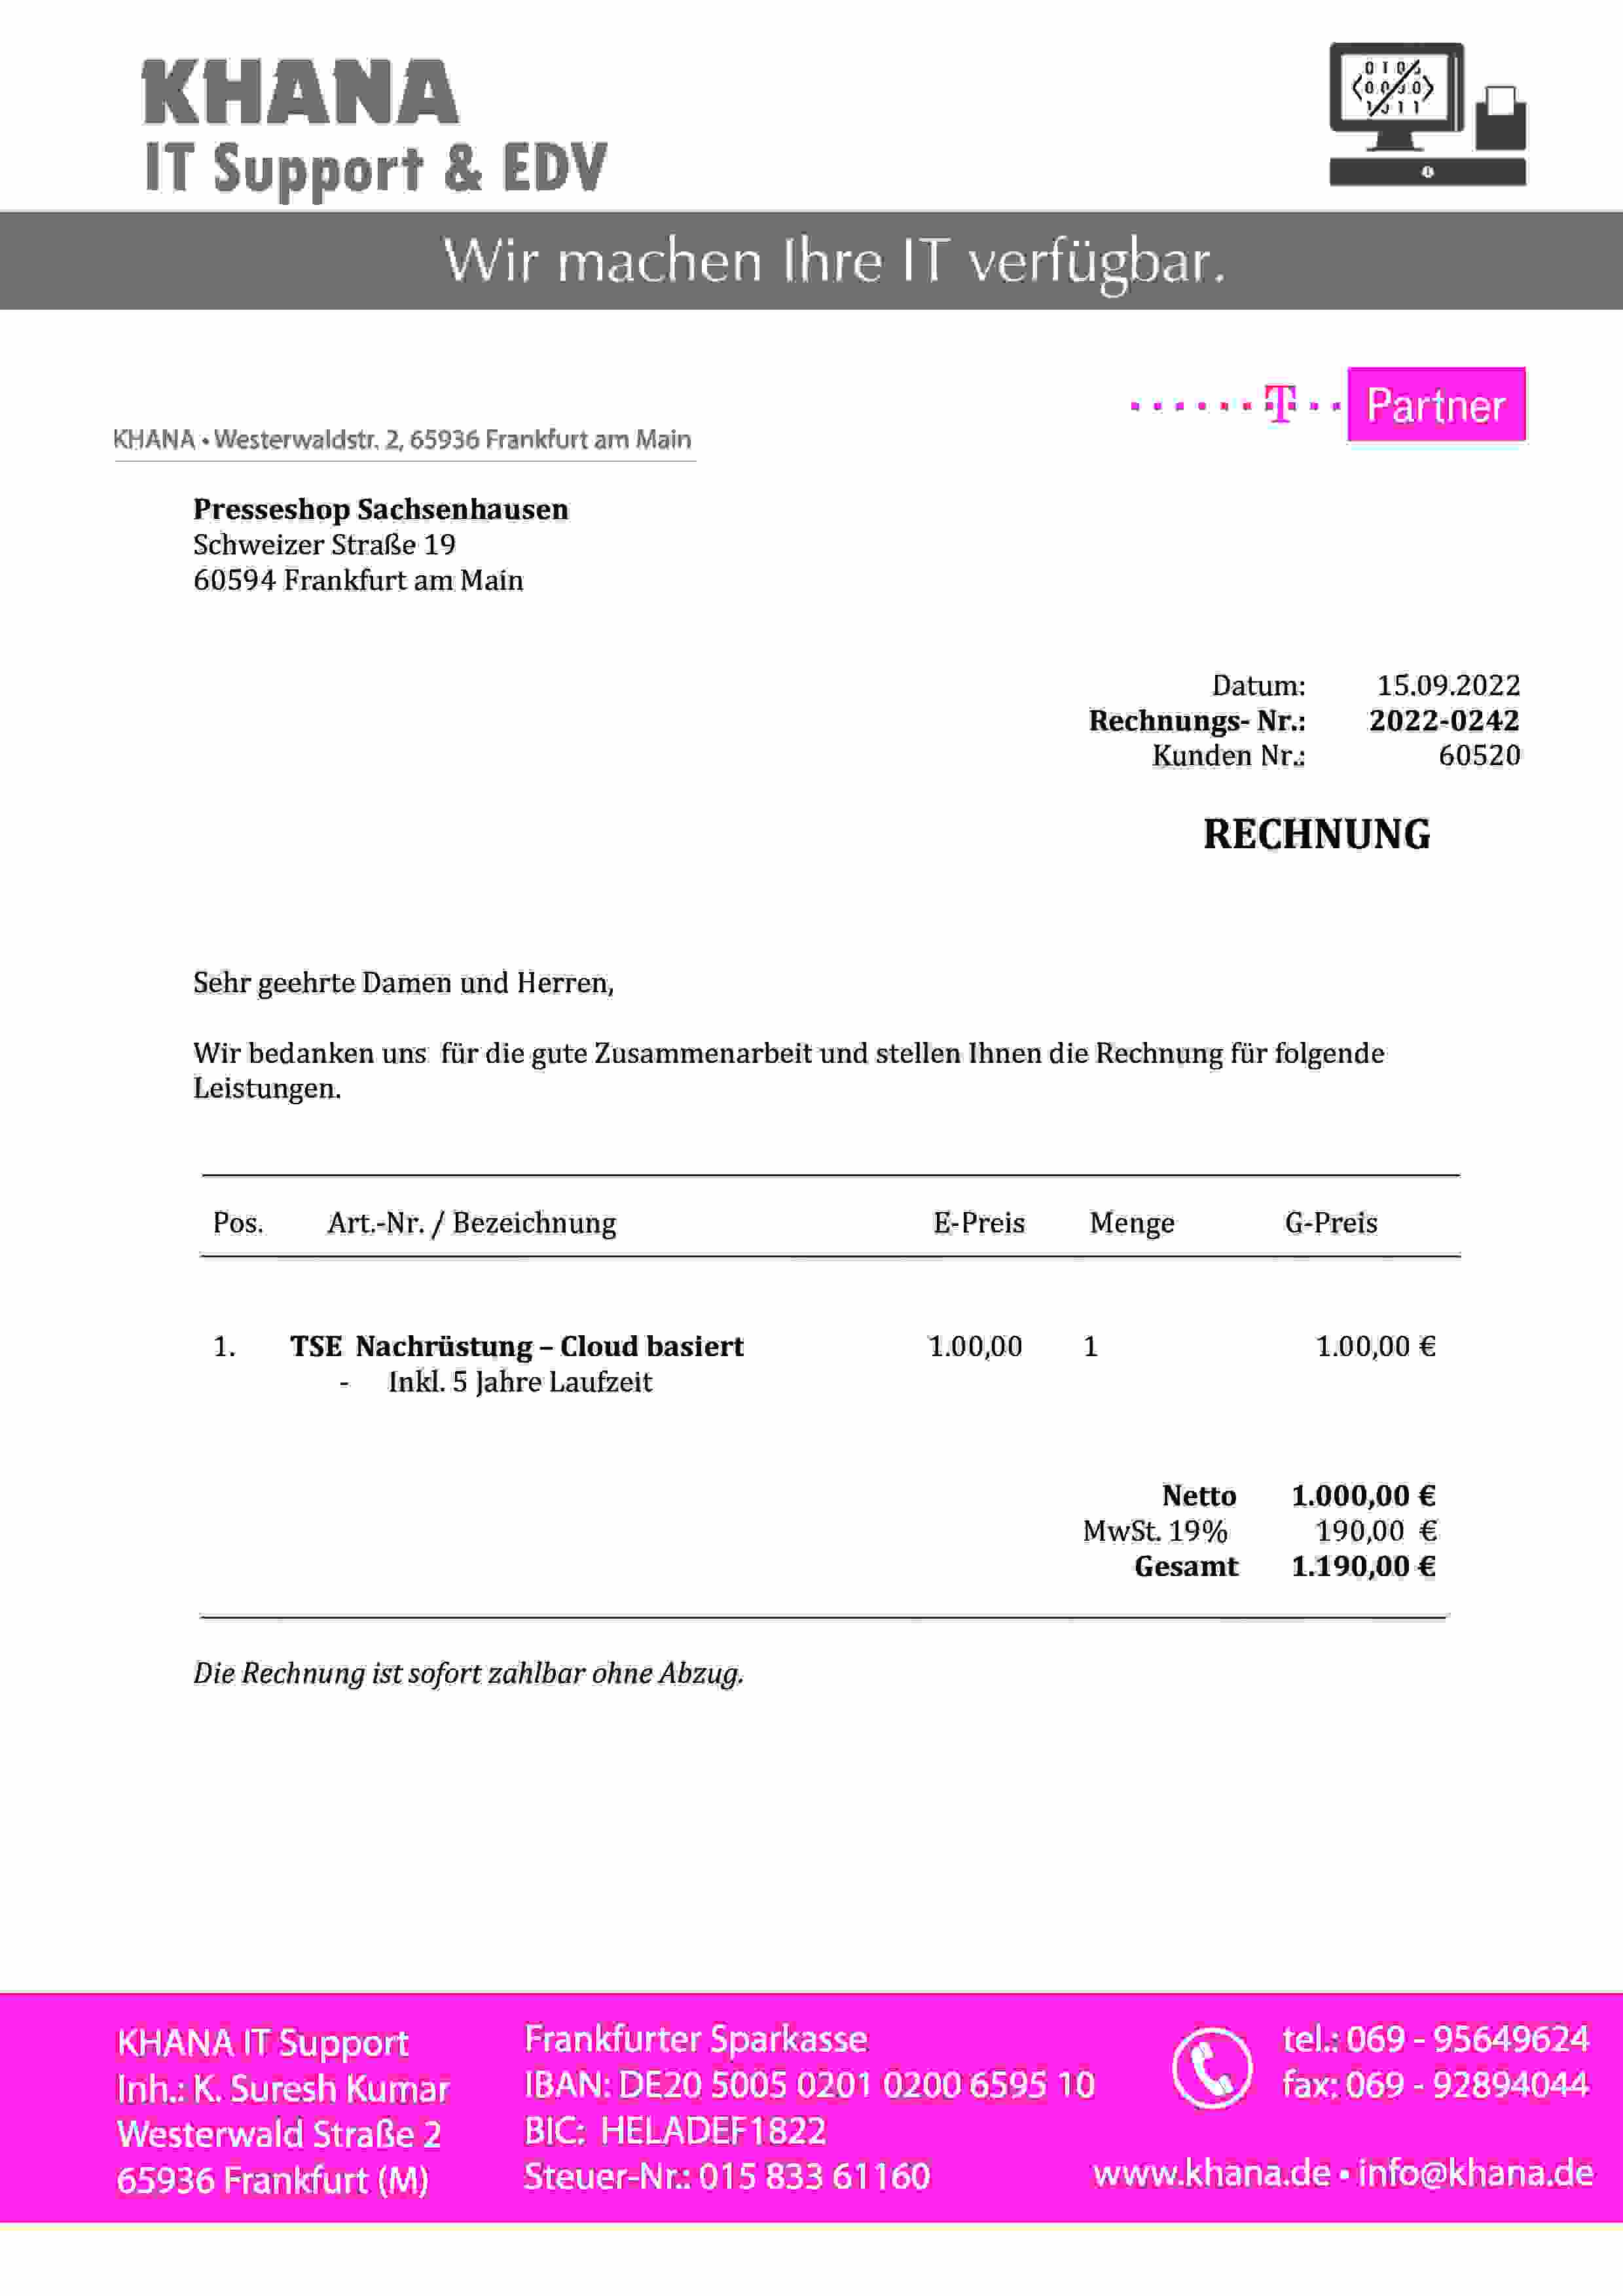 KHANA
IT Support & EDV
Wir machen Ihre IT verfügbar.
T Partner
KHANA • Westerwaldstr. 2, 65936 Frankfurt am Main
Presseshop Sachsenhausen
Schweizer Straße 19
60594 Frankfurt am Main
Datum: 15.09.2022
Rechnungs- Nr.: 2022-0242
Kunden Nr.: 60520
RECHNUNG
Sehr geehrte Damen und Herren,
Wir bedanken uns für die gute Zusammenarbeit und stellen Ihnen die Rechnung für folgende
Leistungen.
Pos. Art.-Nr. / Bezeichnung E-Preis Menge G-Preis
1. TSE Nachrüstung – Cloud basiert 1.00,00 1 1.00,00 €
- Inkl. 5 Jahre Laufzeit
Netto 1.000,00 €
MwSt. 19% 190,00 €
Gesamt 1.190,00 €
Die Rechnung ist sofort zahlbar ohne Abzug.
KHANA IT Support
Inh.: K. Suresh Kumar
Westerwald Straße 2
65936 Frankfurt (M)
Frankfurter Sparkasse
IBAN: DE20 5005 0201 0200 6595 10
BIC: HELADEF1822
Steuer-Nr.: 015 833 61160
tel.: 069 - 95649624
fax: 069 - 92894044
www.khana.de • info@khana.de